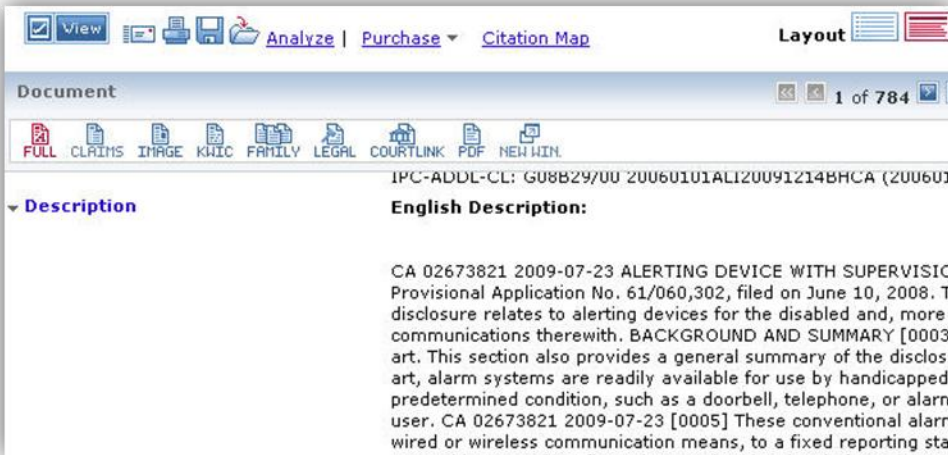 View Analyze | Purchase Citation Map Layout
Document 1 of 784
FULL CLAIMS IMAGE KWIC FAMILY LEGAL COURTLINK PDF NEW WIN.
IPC-ADDL-CL: G08B29/00 20060101ALI20091214BHCA
Description English Description:
CA 02673821 2009-07-23 ALERTING DEVICE WITH
Provisional Application No. 61/060,302, filed on June 10, 2008.
disclosure relates to alerting devices for the disabled and, more
communications therewith. BACKGROUND AND SUMMARY [0003
art. This section also provides a general summary of the disclos
art, alarm systems are readily available for use by handicapped
predetermined condition, such as a doorbell, telephone, or alarm
user. CA 02673821 2009-07-23 [0005] These conventional alarm
wired or wireless communication means, to a fixed reporting sta